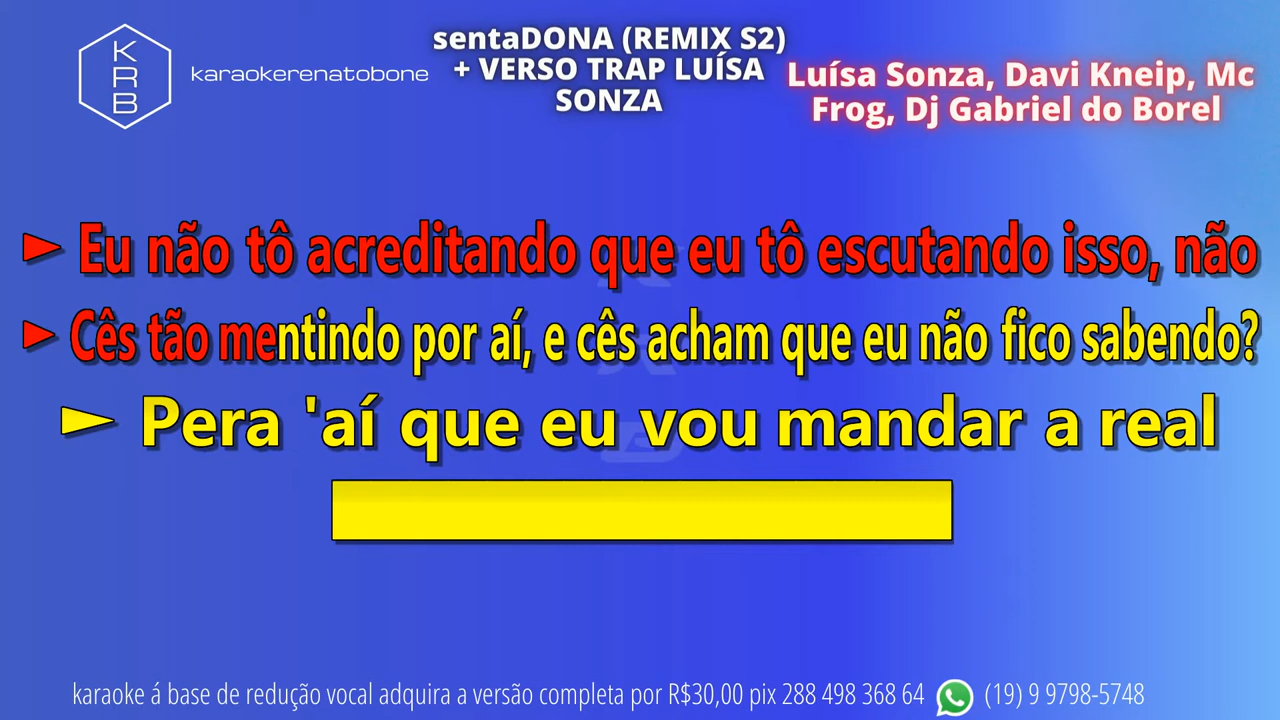 KRB
karaokerenatobone
sentaDONA (REMIX S2)
+ VERSO TRAP LUÍSA
SONZA
Luísa Sonza, Davi Kneip, Mc
Frog, Dj Gabriel do Borel
► Eu não tô acreditando que eu tô escutando isso, não
► Cês tão mentindo por aí, e cês acham que eu não fico sabendo?
► Pera 'aí que eu vou mandar a real
karaoke á base de redução vocal adquira a versão completa por R$30,00 pix 288 498 368 64 (19) 9 9798-5748